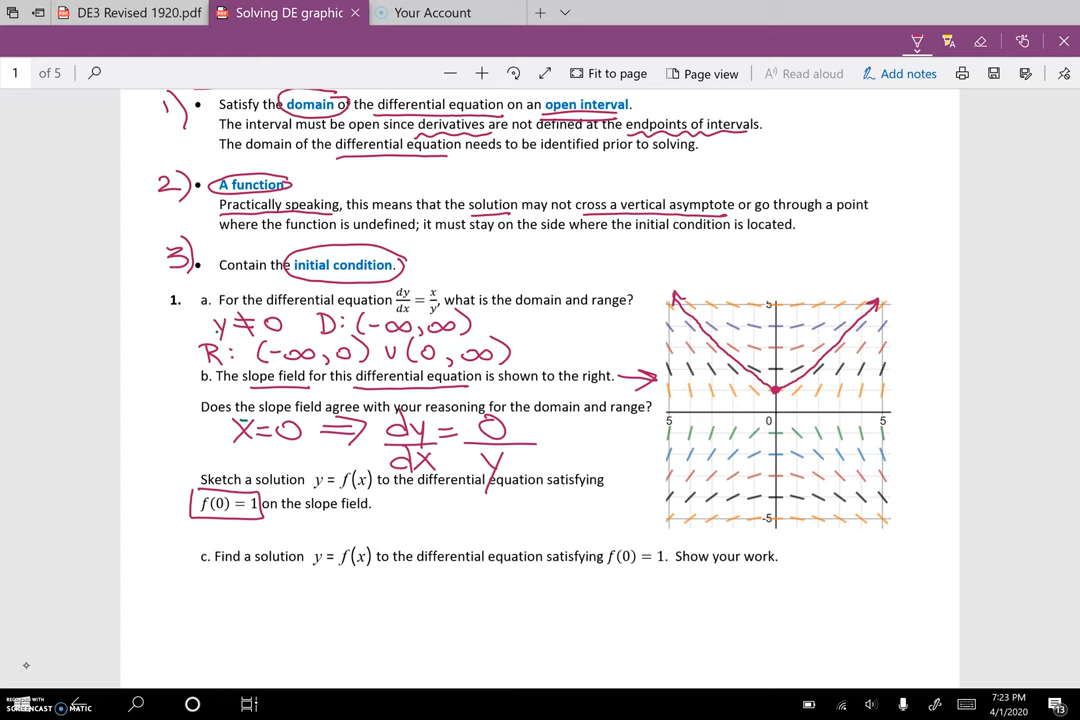 DE3 Revised 1920.pdf
Solving DE graphic
Your Account
1 of 5
Fit to page
Page view
Read aloud
Add notes
1) • Satisfy the domain of the differential equation on an open interval.
The interval must be open since derivatives are not defined at the endpoints of intervals.
The domain of the differential equation needs to be identified prior to solving.
2) • A function
Practically speaking, this means that the solution may not cross a vertical asymptote or go through a point
where the function is undefined; it must stay on the side where the initial condition is located.
3) • Contain the initial condition.
1. a. For the differential equation dy/dx = x/y, what is the domain and range?
y ≠ 0 D: (-∞, ∞)
R: (-∞, 0) ∪ (0, ∞)
b. The slope field for this differential equation is shown to the right.
Does the slope field agree with your reasoning for the domain and range?
x = 0 ⟹ dy/dx = 0/y
Sketch a solution y = f(x) to the differential equation satisfying
f(0) = 1 on the slope field.
5
5 0 5
-5
c. Find a solution y = f(x) to the differential equation satisfying f(0) = 1. Show your work.
RECORDED WITH
SCREENCAST MATIC
7:23 PM
4/1/2020
13